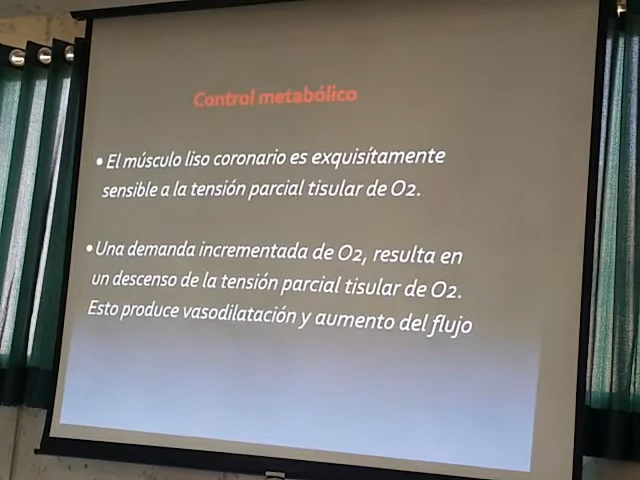 Control metabólico
• El músculo liso coronario es exquisítamente
sensible a la tensión parcial tisular de O2.
• Una demanda incrementada de O2, resulta en
un descenso de la tensión parcial tisular de O2.
Esto produce vasodilatación y aumento del flujo